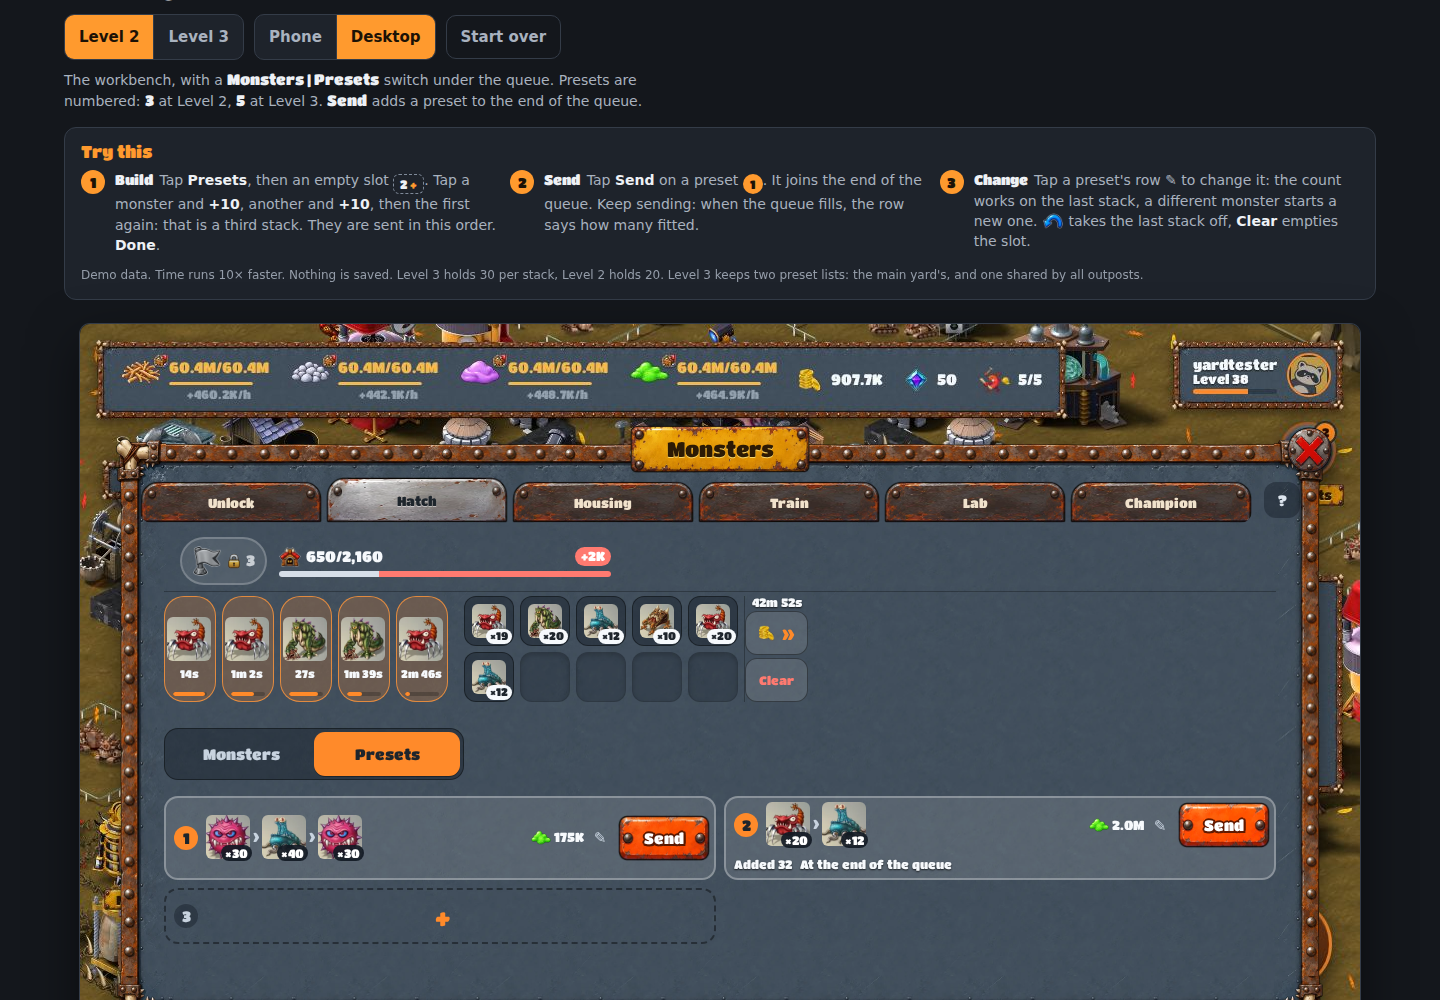 Level 2 Level 3 Phone Desktop Start over
The workbench, with a Monsters|Presets switch under the queue. Presets are
numbered: 3 at Level 2, 5 at Level 3. Send adds a preset to the end of the queue.
Try this
1 Build Tap Presets, then an empty slot 2 +. Tap a
monster and +10, another and +10, then the first
again: that is a third stack. They are sent in this order.
Done.
2 Send Tap Send on a preset 1. It joins the end of the
queue. Keep sending: when the queue fills, the row
says how many fitted.
3 Change Tap a preset's row ✎ to change it: the count
works on the last stack, a different monster starts a
new one. takes the last stack off, Clear empties
the slot.
Demo data. Time runs 10× faster. Nothing is saved. Level 3 holds 30 per stack, Level 2 holds 20. Level 3 keeps two preset lists: the main yard's, and one shared by all outposts.
60.4M/60.4M 60.4M/60.4M 60.4M/60.4M 60.4M/60.4M 907.7K 50 5/5
+460.2K/h +442.1K/h +448.7K/h +464.9K/h
yardtester
Level 38
Monsters
Unlock Hatch Housing Train Lab Champion ?
3 650/2,160 +2K
14s 1m 2s 27s 1m 39s 2m 46s
×19 ×20 ×12 ×10 ×20
×12
42m 52s
»
Clear
Monsters Presets
1 ×30 › ×40 › ×30 175K ✎ Send
2 ×20 › ×12 2.0M ✎ Send
Added 32 At the end of the queue
3 +